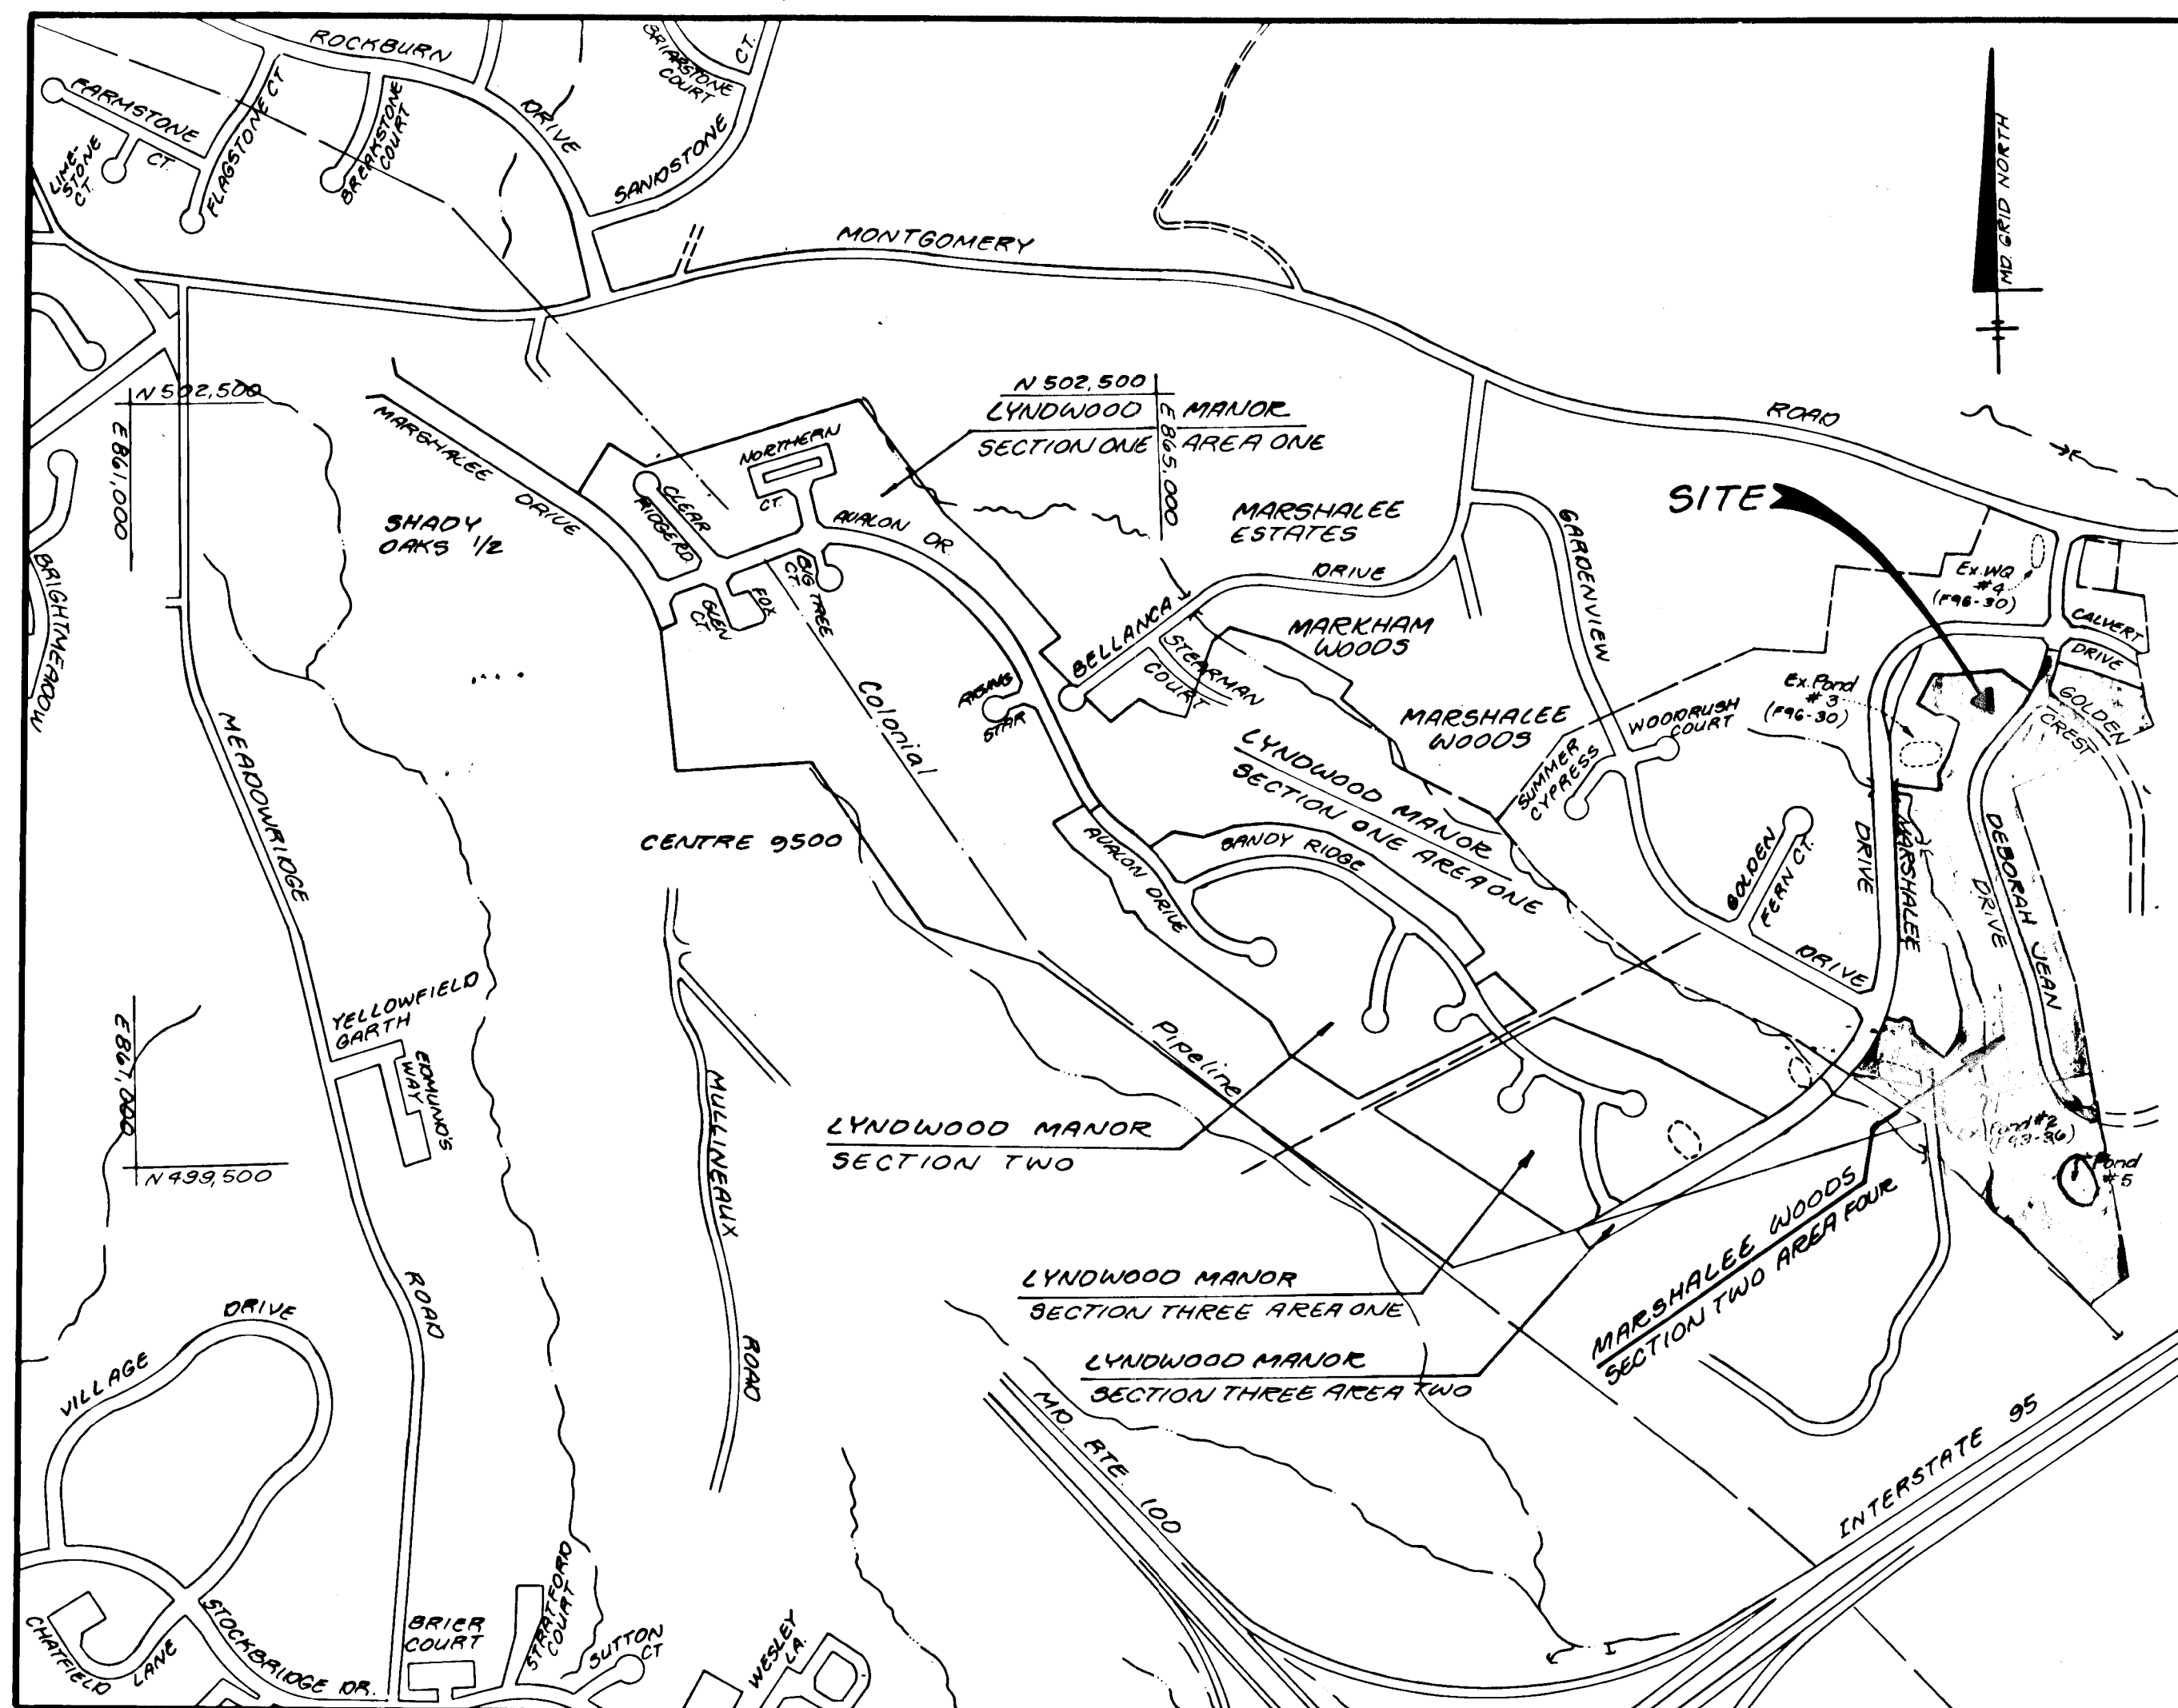 ROCKBURN
DRIVE
BRIARSTONE
COURT
CT.
FARMSTONE
CT.
LIME-
STONE
CT.
FLAGSTONE CT
BREAKSTONE
COURT
SANDSTONE
MONTGOMERY
ROAD
MD. GRID NORTH
N 502,500
E 861,000
MARSHALEE DRIVE
SHADY
OAKS 1/2
CLEAR
RIDGE RD
NORTHERN
CT.
AVALON DR.
N 502,500
E 865,000
LYNDWOOD MANOR
SECTION ONE AREA ONE
MARSHALEE
ESTATES
SITE
GARDENVIEW
DRIVE
BELLANCA
DRIVE
STEARMAN
COURT
MARKHAM
WOODS
MARSHALEE
WOODS
Ex. WQ
#4
(F96-30)
CALVERT
DRIVE
GOLDEN
CREST
Ex. Pond
#3
(F96-30)
WOODRUSH
COURT
SUMMER
CYPRESS
GLEN
CT.
FOX
BIG TREE
CT.
RISING
STAR
Colonial
Pipeline
BRIGHTMEADOW
MEADOWRIDGE
ROAD
CENTRE 9500
LYNDWOOD MANOR
SECTION ONE AREA ONE
AVALON DRIVE
SANDY RIDGE
GOLDEN
FERN CT.
MARSHALEE
DRIVE
DEBORAH JEAN
DRIVE
YELLOWFIELD
GARTH
EDMUND'S
WAY
E 861,000
N 499,500
MULLINEAUX
ROAD
LYNDWOOD MANOR
SECTION TWO
Pond #2
(F93-36)
Pond
#5
LYNDWOOD MANOR
SECTION THREE AREA ONE
LYNDWOOD MANOR
SECTION THREE AREA TWO
MARSHALEE WOODS
SECTION TWO AREA FOUR
VILLAGE
DRIVE
MD. RTE. 100
INTERSTATE 95
CHATFIELD
LANE
STOCKBRIDGE DR.
BRIER
COURT
STRATFORD
COURT
SUTTON
CT
WESLEY
LA.